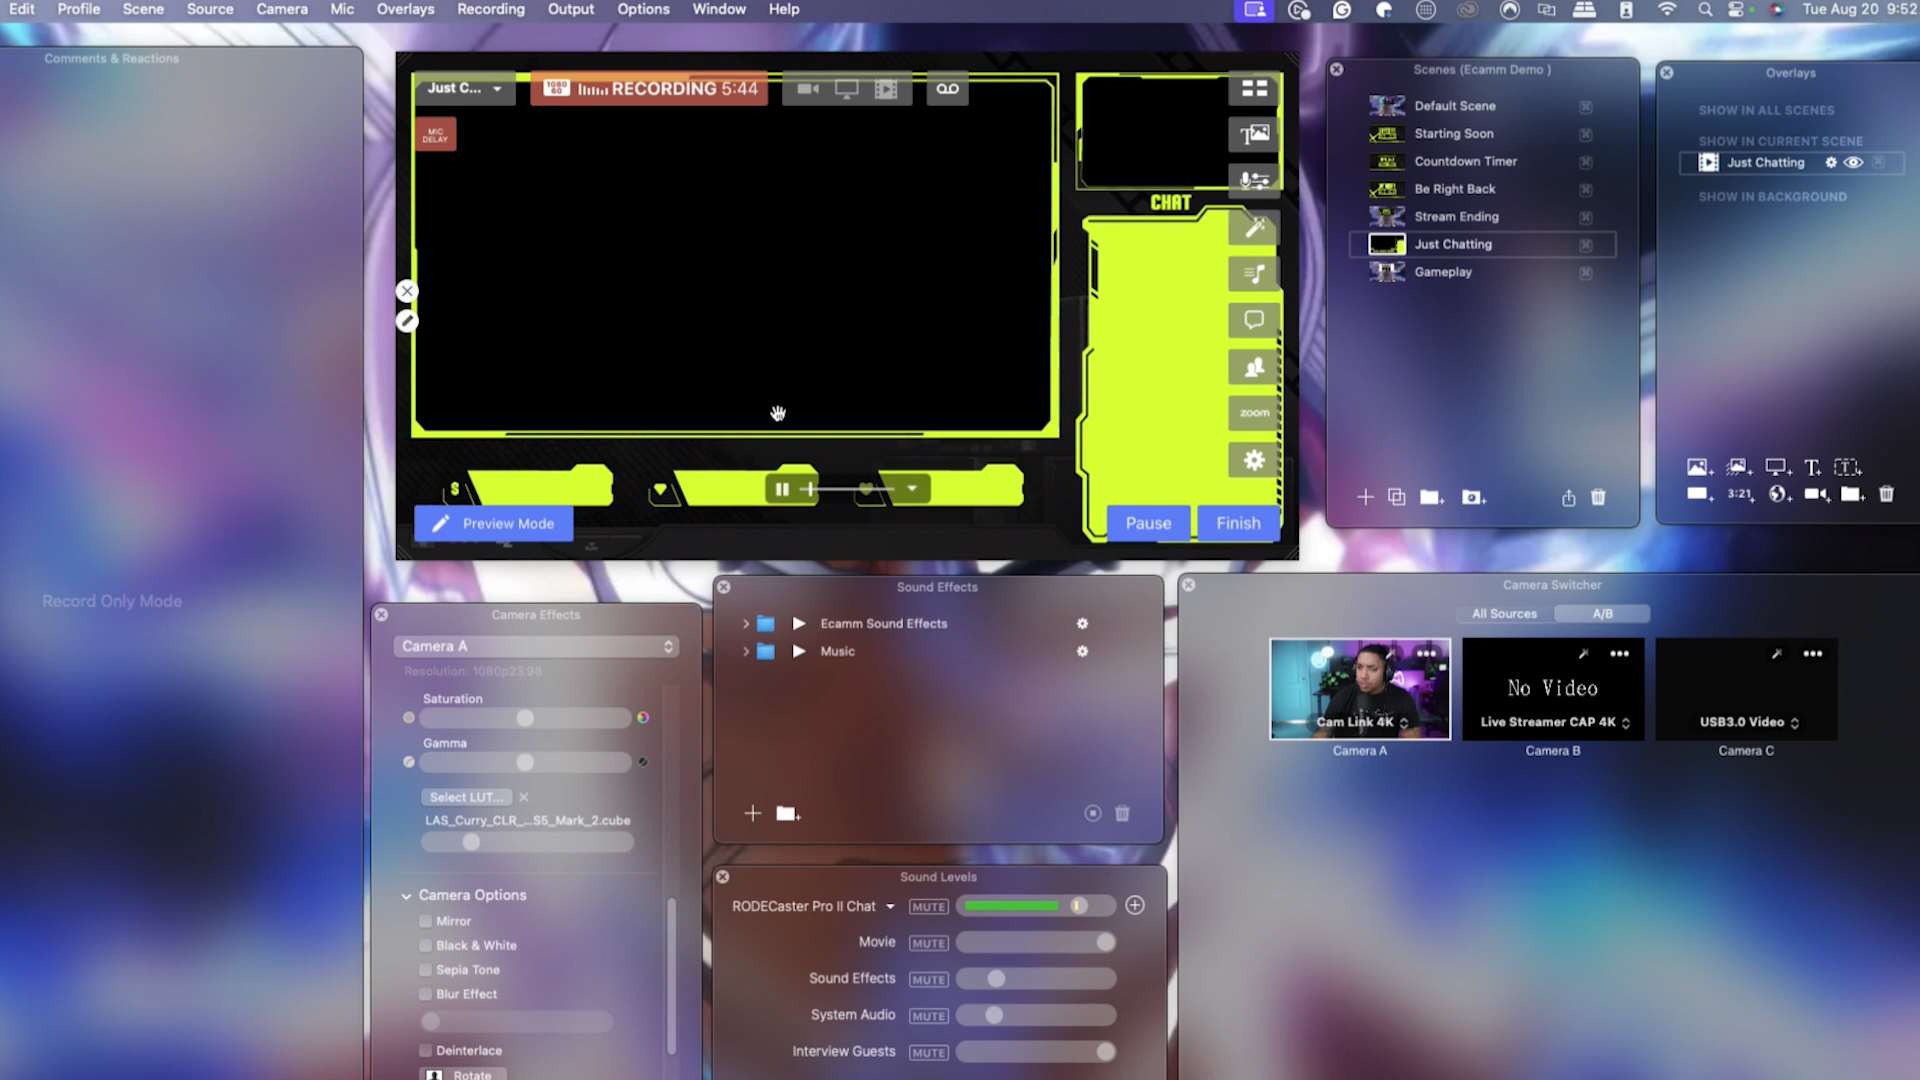 Edit Profile Scene Source Camera Mic Overlays Recording Output Options Window Help
Tue Aug 20 9:52
Comments & Reactions
Record Only Mode
Just C...
1080
60
RECORDING 5:44
MIC
DELAY
T
CHAT
zoom
$
Preview Mode
Pause
Finish
Scenes (Ecamm Demo )
Default Scene
Starting Soon
Countdown Timer
Be Right Back
Stream Ending
Just Chatting
Gameplay
Overlays
SHOW IN ALL SCENES
SHOW IN CURRENT SCENE
Just Chatting
SHOW IN BACKGROUND
3:21
Camera Effects
Camera A
Resolution: 1080p23.98
Saturation
Gamma
Select LUT...
LAS_Curry_CLR_...S5_Mark_2.cube
Camera Options
Mirror
Black & White
Sepia Tone
Blur Effect
Deinterlace
Rotate
Sound Effects
Ecamm Sound Effects
Music
Sound Levels
RODECaster Pro II Chat MUTE
Movie MUTE
Sound Effects MUTE
System Audio MUTE
Interview Guests MUTE
Camera Switcher
All Sources A/B
Cam Link 4K
Camera A
No Video
Live Streamer CAP 4K
Camera B
USB3.0 Video
Camera C